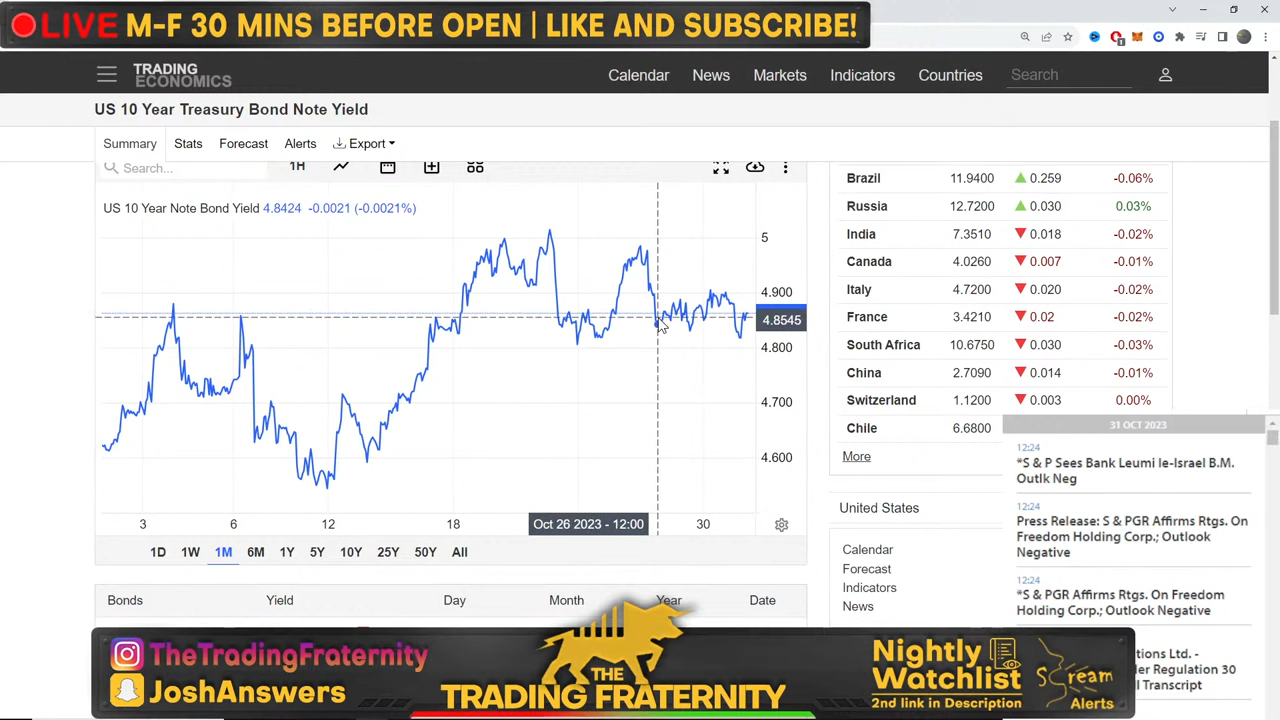 LIVE M-F 30 MINS BEFORE OPEN | LIKE AND SUBSCRIBE!
TRADING
ECONOMICS
Calendar
News
Markets
Indicators
Countries
Search
US 10 Year Treasury Bond Note Yield
Summary
Stats
Forecast
Alerts
Export
Search...
1H
US 10 Year Note Bond Yield 4.8424 -0.0021 (-0.0021%)
5
4.900
4.8545
4.800
4.700
4.600
3
6
12
18
Oct 26 2023 - 12:00
30
1D 1W 1M 6M 1Y 5Y 10Y 25Y 50Y All
Bonds Yield Day Month Year Date
Brazil 11.9400 0.259 -0.06%
Russia 12.7200 0.030 0.03%
India 7.3510 0.018 -0.02%
Canada 4.0260 0.007 -0.01%
Italy 4.7200 0.020 -0.02%
France 3.4210 0.02 -0.02%
South Africa 10.6750 0.030 -0.03%
China 2.7090 0.014 -0.01%
Switzerland 1.1200 0.003 0.00%
Chile 6.6800
More
United States
Calendar
Forecast
Indicators
News
31 OCT 2023
12:24
*S & P Sees Bank Leumi le-Israel B.M.
Outlk Neg
Press Release: S & PGR Affirms Rtgs. On
Freedom Holding Corp.; Outlook
Negative
12:24
*S & PGR Affirms Rtgs. On Freedom
Holding Corp.; Outlook Negative
tions Ltd. -
er Regulation 30
Transcript
TheTradingFraternity
JoshAnswers
THE
TRADING FRATERNITY
Nightly
Watchlist
2nd link in Description
Scream
Alerts
1